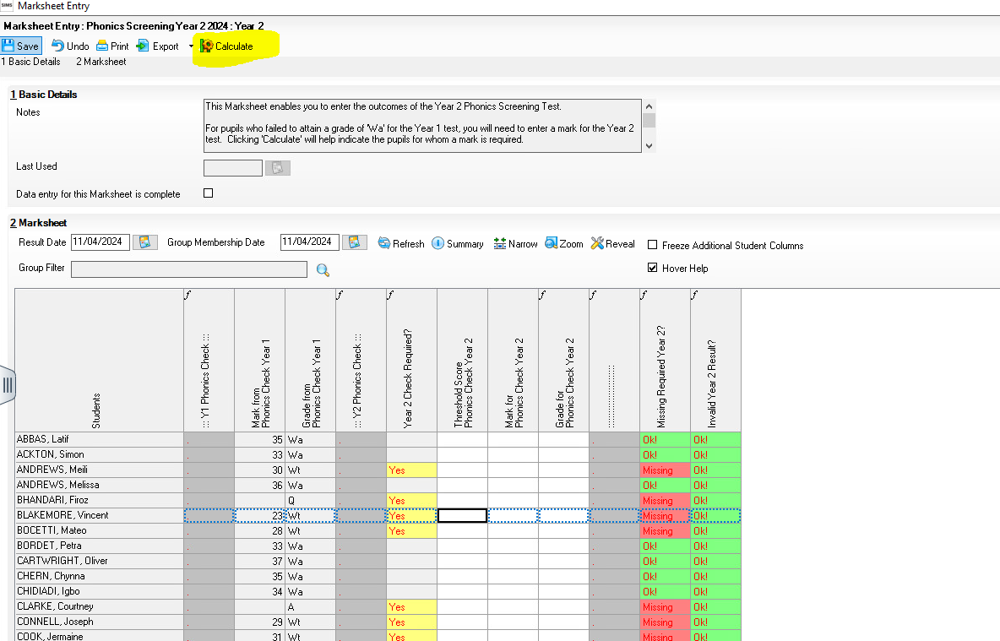 SIMS Marksheet Entry
Marksheet Entry : Phonics Screening Year 2 2024 : Year 2
Save Undo Print Export Calculate
1 Basic Details 2 Marksheet
1 Basic Details
Notes
This Marksheet enables you to enter the outcomes of the Year 2 Phonics Screening Test.
For pupils who failed to attain a grade of 'Wa' for the Year 1 test, you will need to enter a mark for the Year 2
test. Clicking 'Calculate' will help indicate the pupils for whom a mark is required.
Last Used
Data entry for this Marksheet is complete
2 Marksheet
Result Date 11/04/2024 Group Membership Date 11/04/2024 Refresh Summary Narrow Zoom Reveal Freeze Additional Student Columns
Group Filter Hover Help
Students
::: Y1 Phonics Check :::
Mark from
Phonics Check Year 1
Grade from
Phonics Check Year 1
::: Y2 Phonics Check :::
Year 2 Check Required?
Threshold Score
Phonics Check Year 2
Mark for
Phonics Check Year 2
Grade for
Phonics Check Year 2
Missing Required Year 2?
Invalid Year 2 Result?
ABBAS, Latif . 35 Wa . . Ok! Ok!
ACKTON, Simon . 33 Wa . . Ok! Ok!
ANDREWS, Meili . 30 Wt . Yes . Missing Ok!
ANDREWS, Melissa . 36 Wa . . Ok! Ok!
BHANDARI, Firoz . Q . Yes . Missing Ok!
BLAKEMORE, Vincent . 23 Wt . Yes . Missing Ok!
BOCETTI, Mario . 28 Wt . Yes . Missing Ok!
BORDET, Petra . 33 Wa . . Ok! Ok!
CARTWRIGHT, Oliver . 37 Wa . . Ok! Ok!
CHERN, Chynna . 35 Wa . . Ok! Ok!
CHIDIADI, Igbo . 34 Wa . . Ok! Ok!
CLARKE, Courtney . A . Yes . Missing Ok!
CONNELL, Joseph . 29 Wt . Yes . Missing Ok!
COOK, Jermaine . 31 Wt . Yes . Missing Ok!